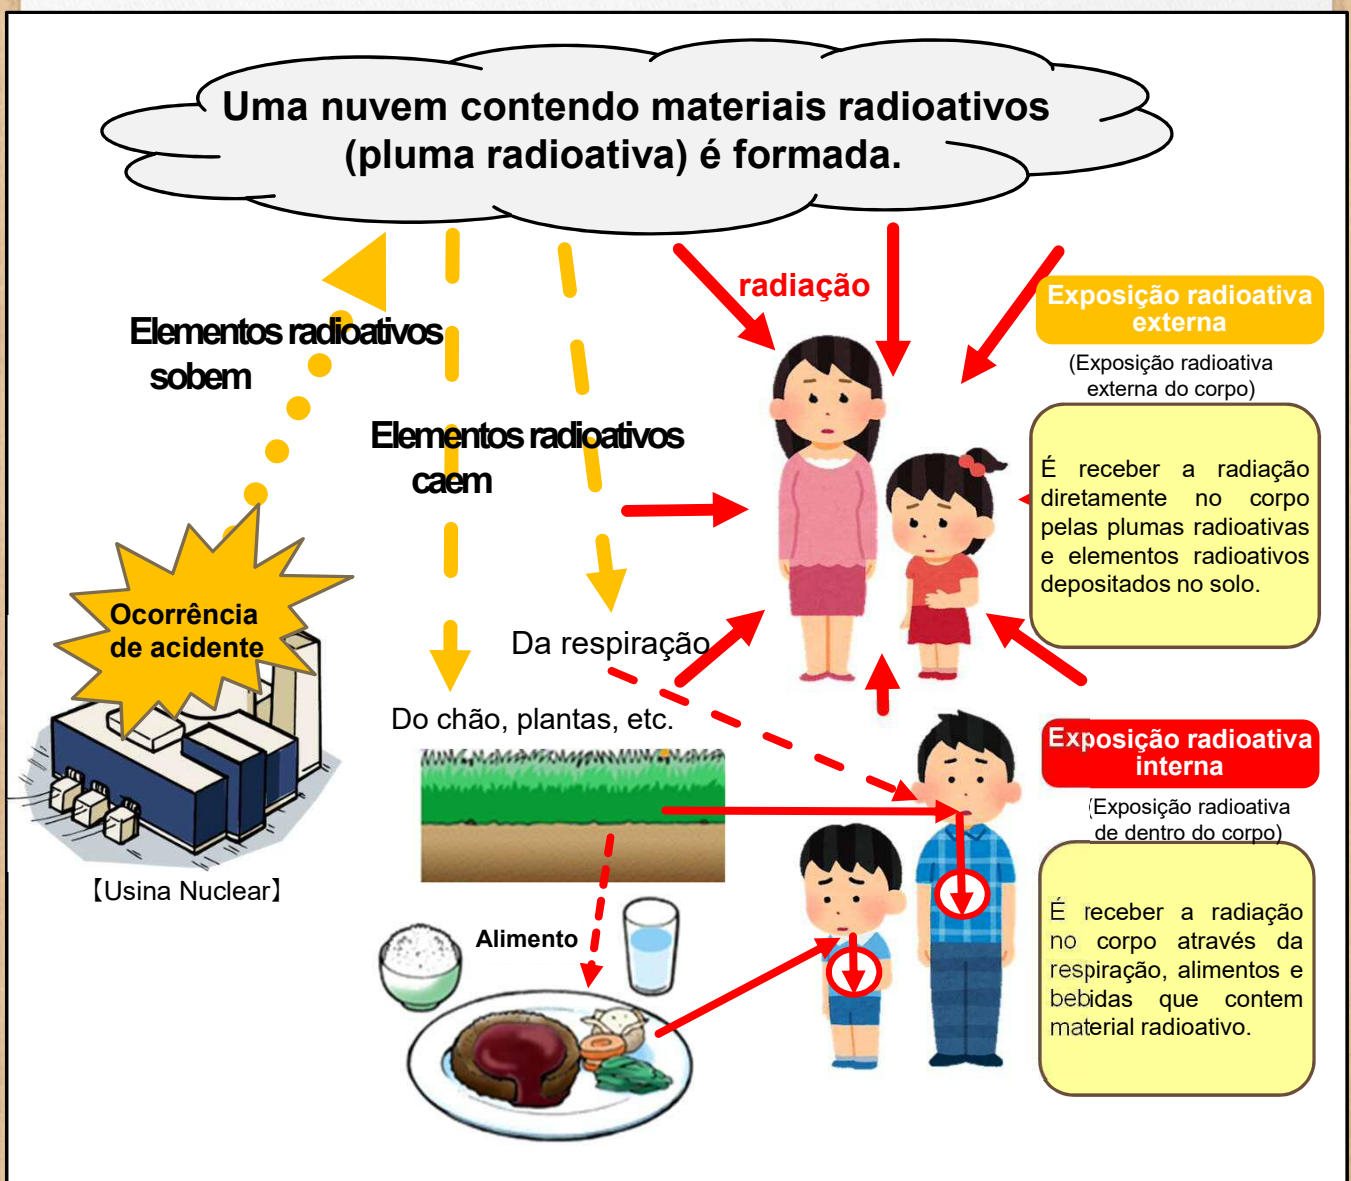 Uma nuvem contendo materiais radioativos
(pluma radioativa) é formada.
radiação
Elementos radioativos
sobem
Elementos radioativos
caem
Ocorrência
de acidente
【Usina Nuclear】
Da respiração
Do chão, plantas, etc.
Alimento
Exposição radioativa
externa
(Exposição radioativa
externa do corpo)
É receber a radiação
diretamente no corpo
pelas plumas radioativas
e elementos radioativos
depositados no solo.
Exposição radioativa
interna
(Exposição radioativa
de dentro do corpo)
É receber a radiação
no corpo através da
respiração, alimentos e
bebidas que contem
material radioativo.